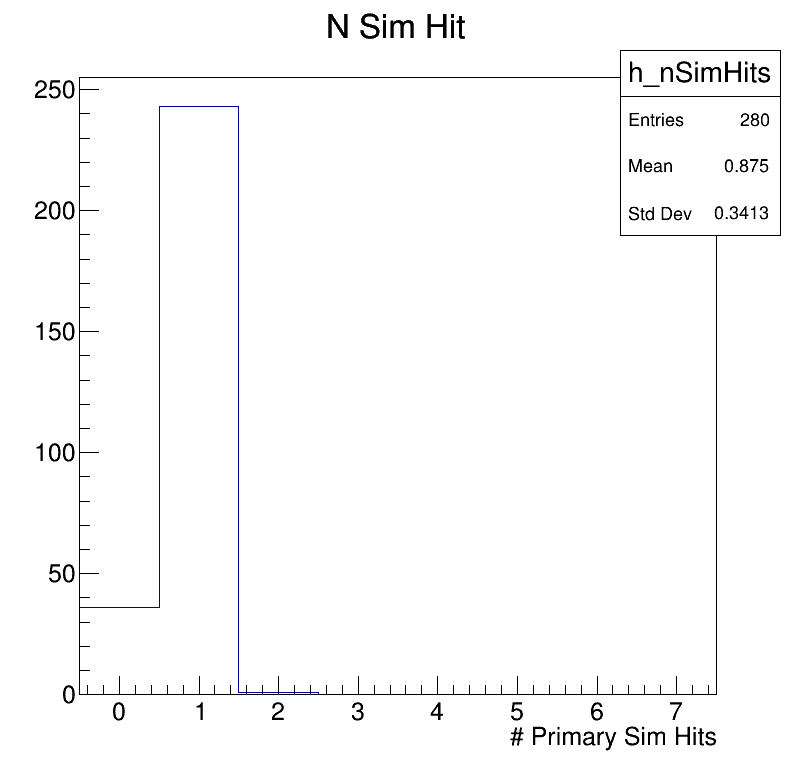 N Sim Hit
h_nSimHits
Entries 280
Mean 0.875
Std Dev 0.3413
250
200
150
100
50
0
0 1 2 3 4 5 6 7
# Primary Sim Hits